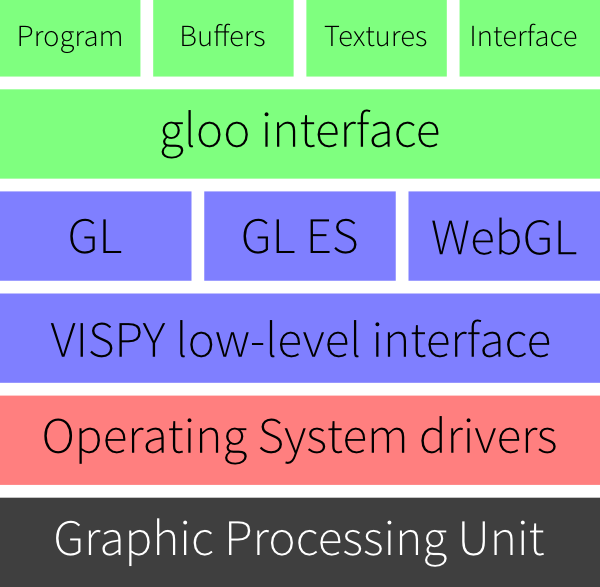 Program Buffers Textures Interface
gloo interface
GL GL ES WebGL
VISPY low-level interface
Operating System drivers
Graphic Processing Unit